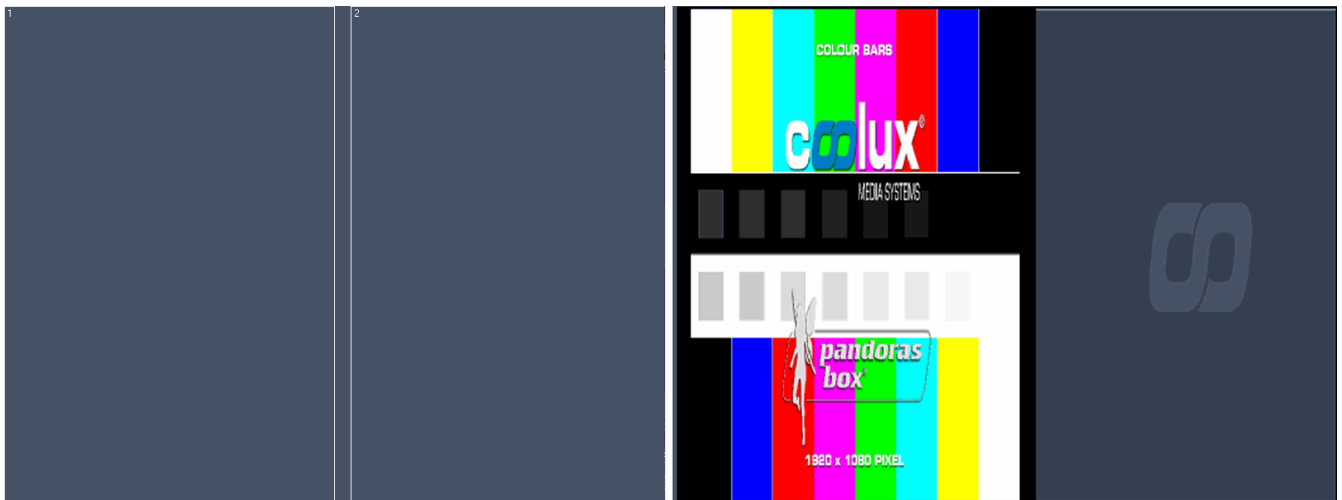 1
2
COLOUR BARS
coolux®
MEDIA SYSTEMS
pandoras
box®
1920 x 1080 PIXEL